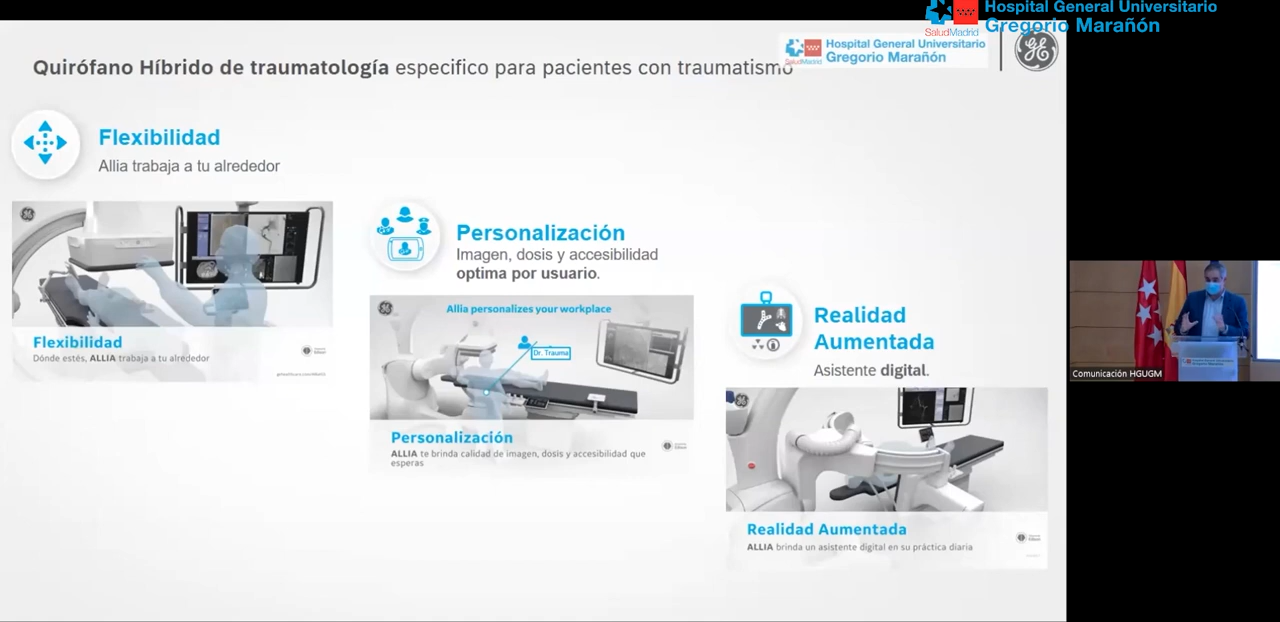 Hospital General Universitario
Gregorio Marañón
SaludMadrid
Hospital General Universitario
Gregorio Marañón
SaludMadrid
GE
Quirófano Híbrido de traumatología especifico para pacientes con traumatismo
Flexibilidad
Allia trabaja a tu alrededor
Flexibilidad
Dónde estés, ALLIA trabaja a tu alrededor
Personalización
Imagen, dosis y accesibilidad
optima por usuario.
Allia personalizes your workplace
Dr. Trauma
Personalización
ALLIA te brinda calidad de imagen, dosis y accesibilidad que
esperas
Realidad
Aumentada
Asistente digital.
Realidad Aumentada
ALLIA brinda un asistente digital en su práctica diaria
Comunicación HGUGM